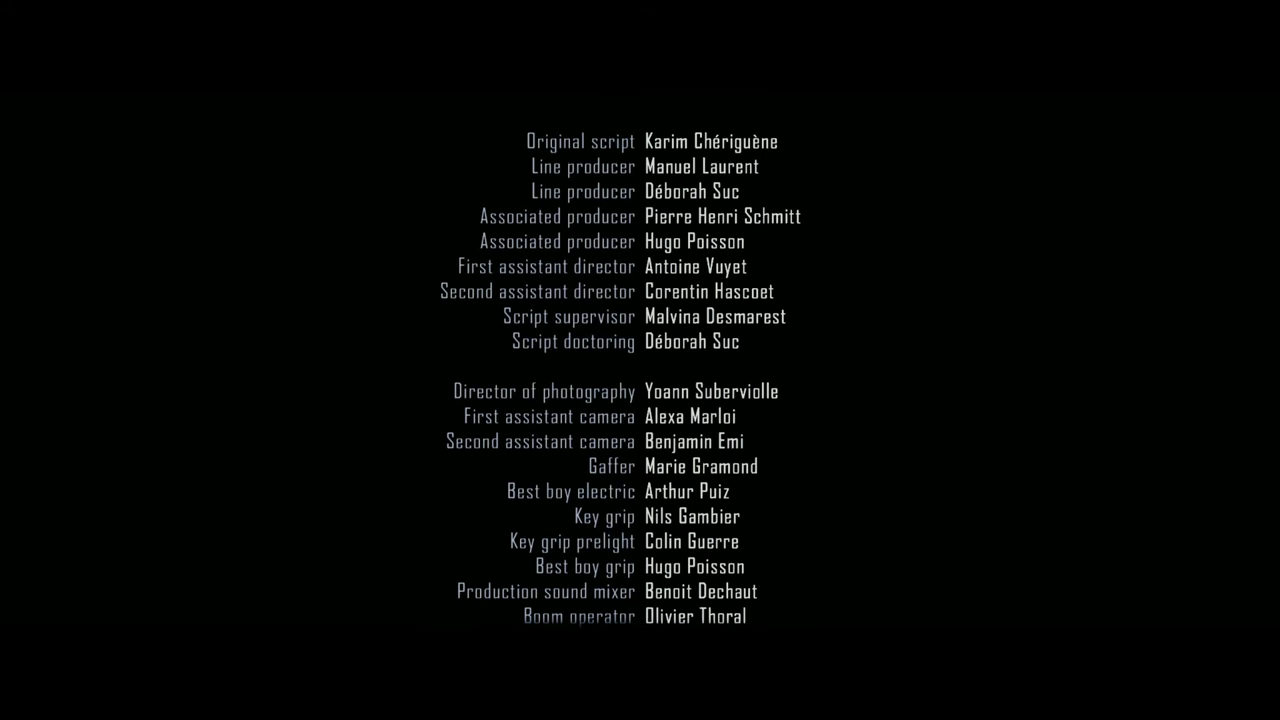 Original script Karim Chériguène
Line producer Manuel Laurent
Line producer Déborah Suc
Associated producer Pierre Henri Schmitt
Associated producer Hugo Poisson
First assistant director Antoine Vuyet
Second assistant director Corentin Hascoet
Script supervisor Malvina Desmarest
Script doctoring Déborah Suc
Director of photography Yoann Suberviolle
First assistant camera Alexa Marloi
Second assistant camera Benjamin Emi
Gaffer Marie Gramond
Best boy electric Arthur Puiz
Key grip Nils Gambier
Key grip prelight Colin Guerre
Best boy grip Hugo Poisson
Production sound mixer Benoit Dechaut
Boom operator Olivier Thoral